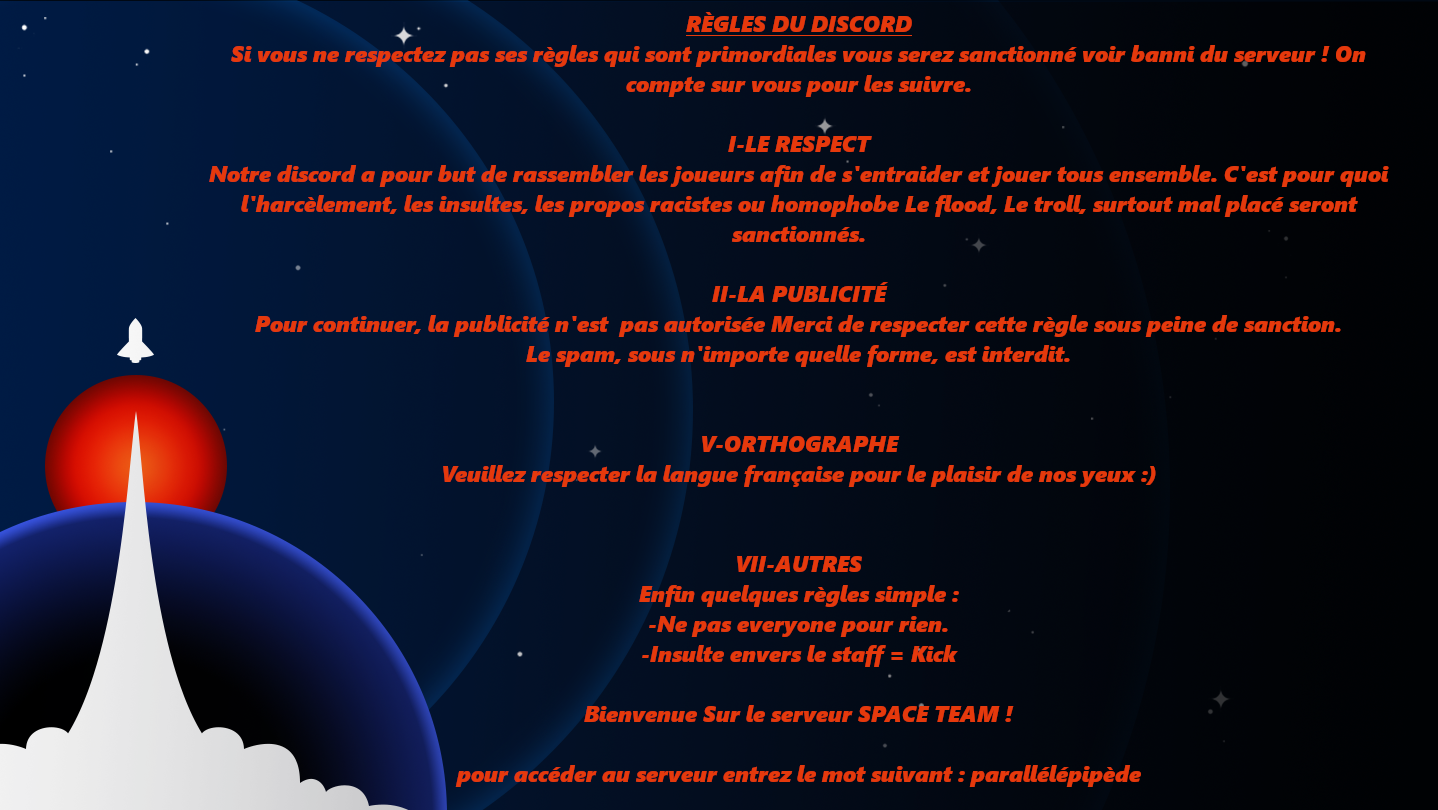 RÈGLES DU DISCORD
Si vous ne respectez pas ses règles qui sont primordiales vous serez sanctionné voir banni du serveur ! On
compte sur vous pour les suivre.
I-LE RESPECT
Notre discord a pour but de rassembler les joueurs afin de s'entraider et jouer tous ensemble. C'est pour quoi
l'harcèlement, les insultes, les propos racistes ou homophobe Le flood, Le troll, surtout mal placé seront
sanctionnés.
II-LA PUBLICITÉ
Pour continuer, la publicité n'est  pas autorisée Merci de respecter cette règle sous peine de sanction.
Le spam, sous n'importe quelle forme, est interdit.
V-ORTHOGRAPHE
Veuillez respecter la langue française pour le plaisir de nos yeux :)
VII-AUTRES
Enfin quelques règles simple :
-Ne pas everyone pour rien.
-Insulte envers le staff = Kick
Bienvenue Sur le serveur SPACE TEAM !
pour accéder au serveur entrez le mot suivant : parallélépipède